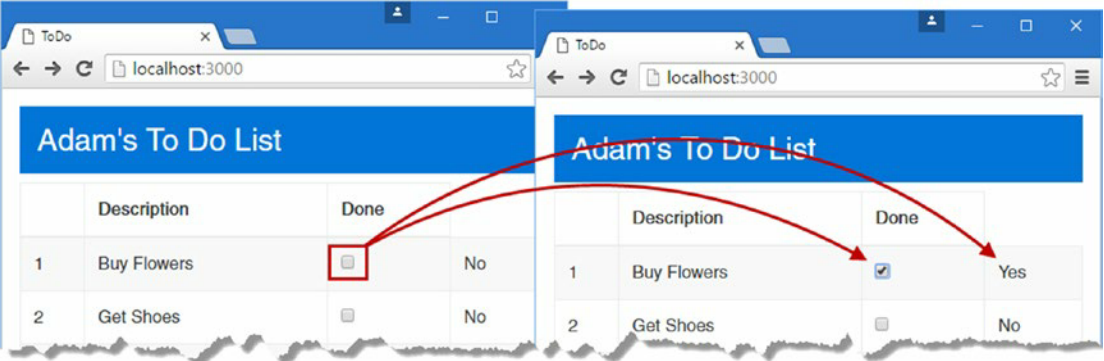 ToDo
localhost:3000
Adam's To Do List
Description Done
1 Buy Flowers No
2 Get Shoes No
ToDo
localhost:3000
Adam's To Do List
Description Done
1 Buy Flowers Yes
2 Get Shoes No